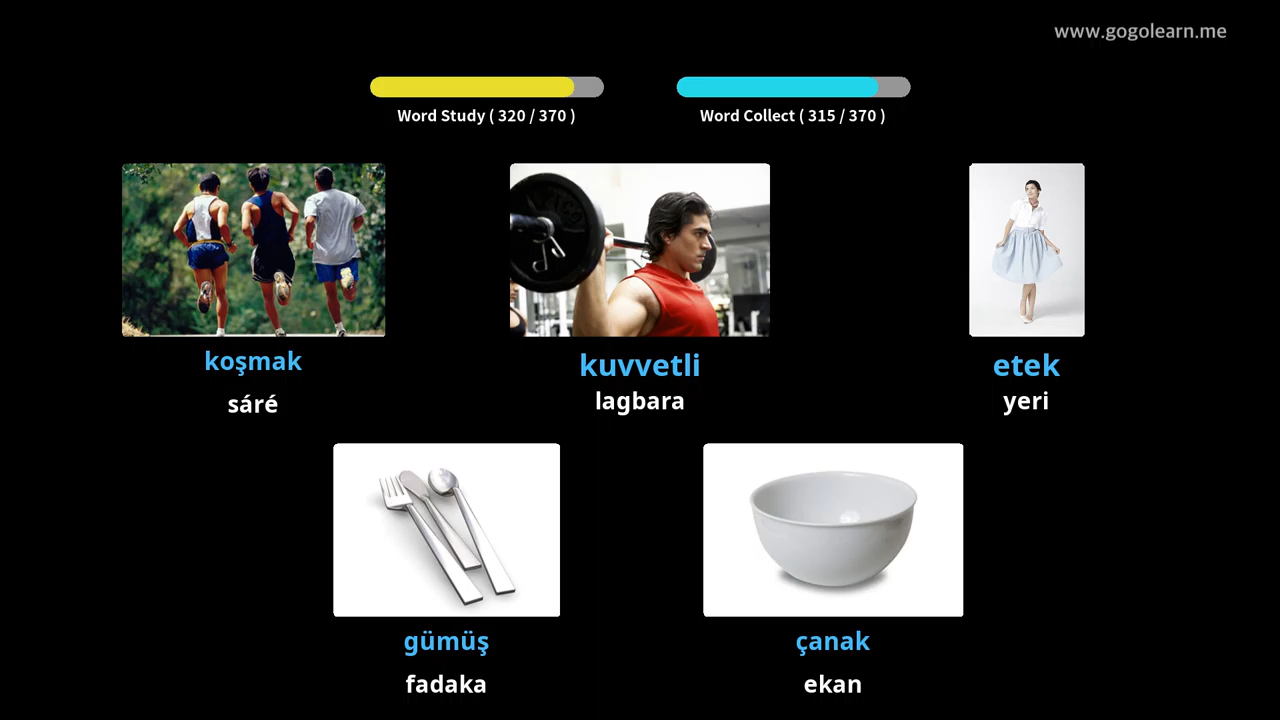 www.gogolearn.me
Word Study ( 320 / 370 )
Word Collect ( 315 / 370 )
koşmak
sáré
kuvvetli
lagbara
etek
yeri
gümüş
fadaka
çanak
ekan